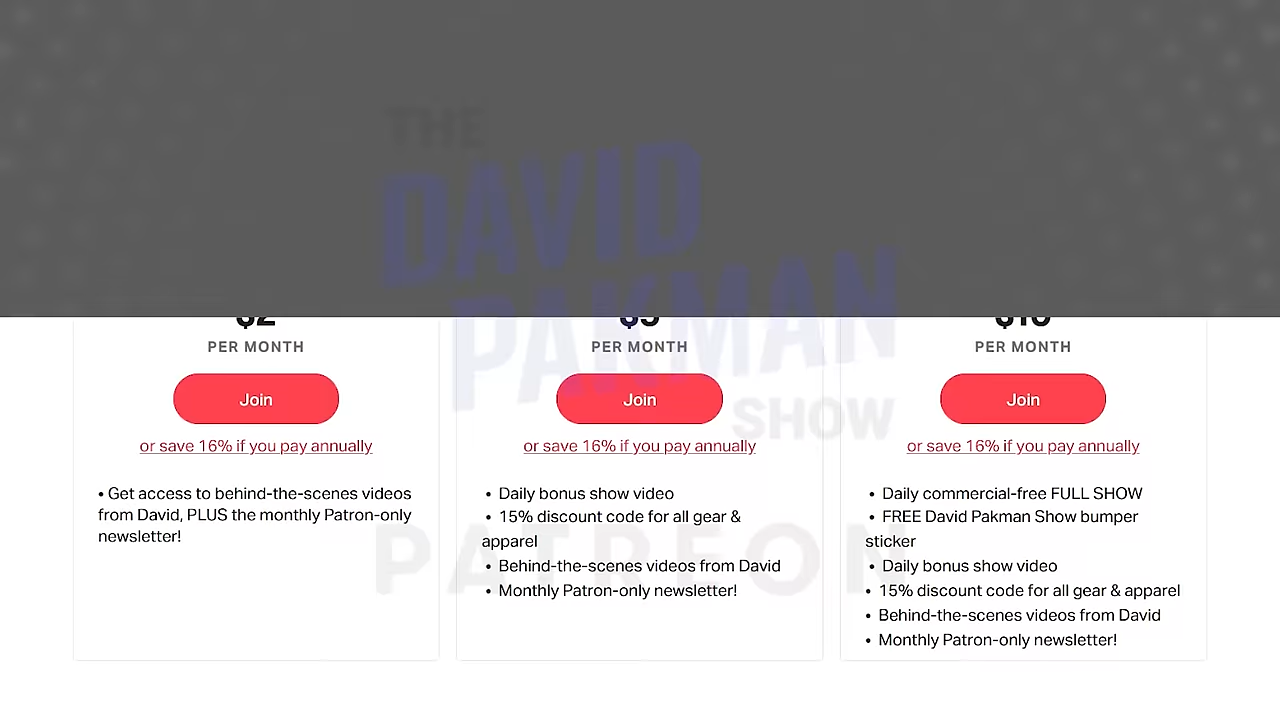 THE
DAVID
PAKMAN
SHOW
PATREON
$2
PER MONTH
Join
or save 16% if you pay annually
• Get access to behind-the-scenes videos
from David, PLUS the monthly Patron-only
newsletter!
PER MONTH
Join
or save 16% if you pay annually
• Daily bonus show video
• 15% discount code for all gear &
apparel
• Behind-the-scenes videos from David
• Monthly Patron-only newsletter!
$10
PER MONTH
Join
or save 16% if you pay annually
• Daily commercial-free FULL SHOW
• FREE David Pakman Show bumper
sticker
• Daily bonus show video
• 15% discount code for all gear & apparel
• Behind-the-scenes videos from David
• Monthly Patron-only newsletter!